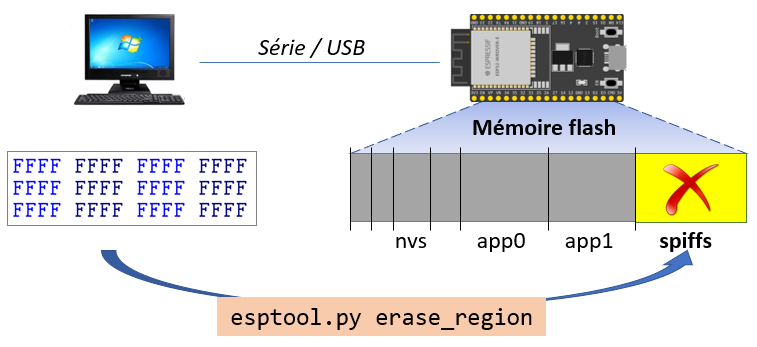 Série / USB
ESPRESSIF
Mémoire flash
FFFF FFFF FFFF FFFF
FFFF FFFF FFFF FFFF
FFFF FFFF FFFF FFFF
nvs app0 app1 spiffs
esptool.py erase_region